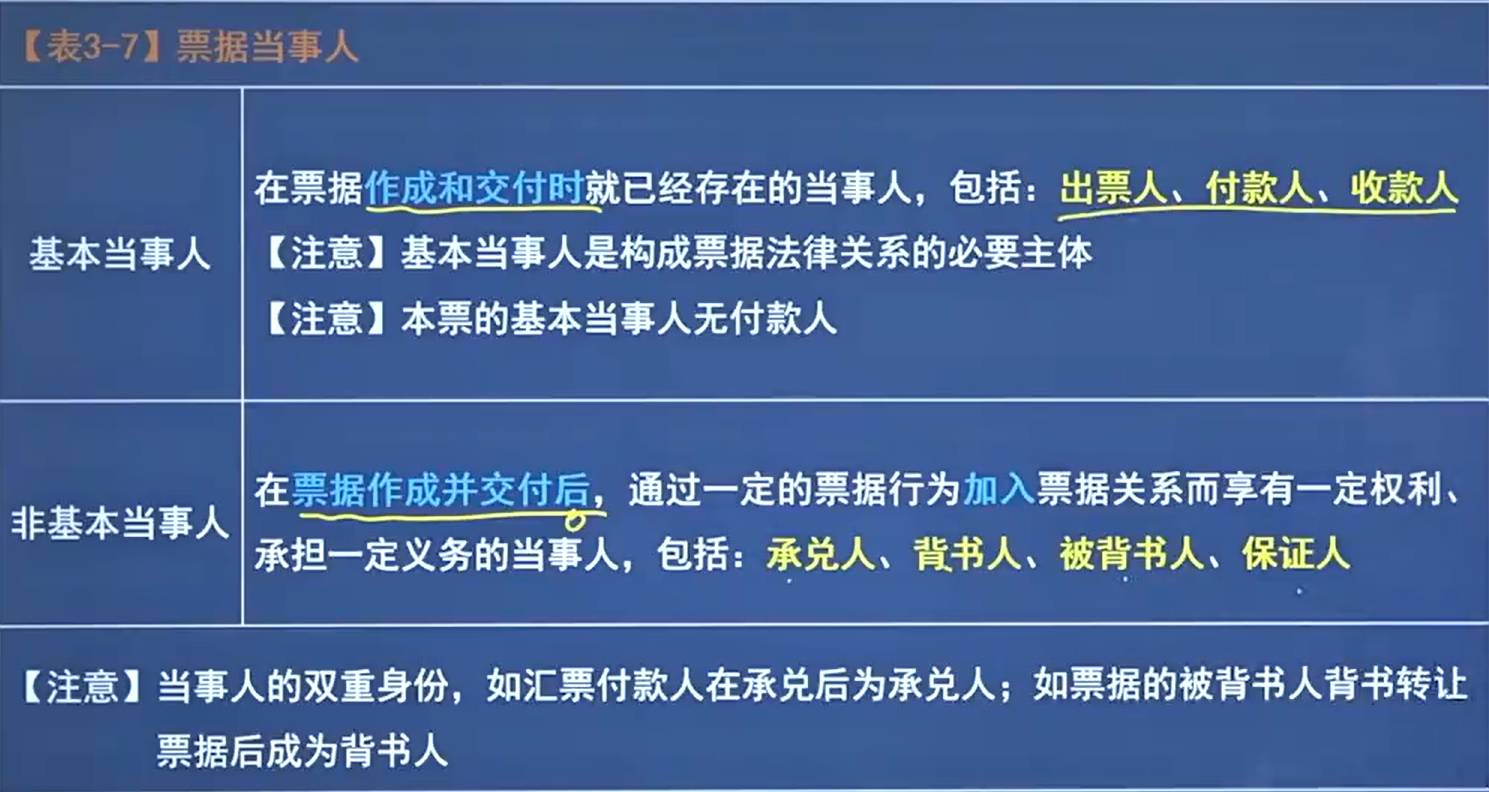 【表3-7】票据当事人
基本当事人
在票据作成和交付时就已经存在的当事人，包括：出票人、付款人、收款人
【注意】基本当事人是构成票据法律关系的必要主体
【注意】本票的基本当事人无付款人
非基本当事人
在票据作成并交付后，通过一定的票据行为加入票据关系而享有一定权利、
承担一定义务的当事人，包括：承兑人、背书人、被背书人、保证人
【注意】当事人的双重身份，如汇票付款人在承兑后为承兑人；如票据的被背书人背书转让
票据后成为背书人